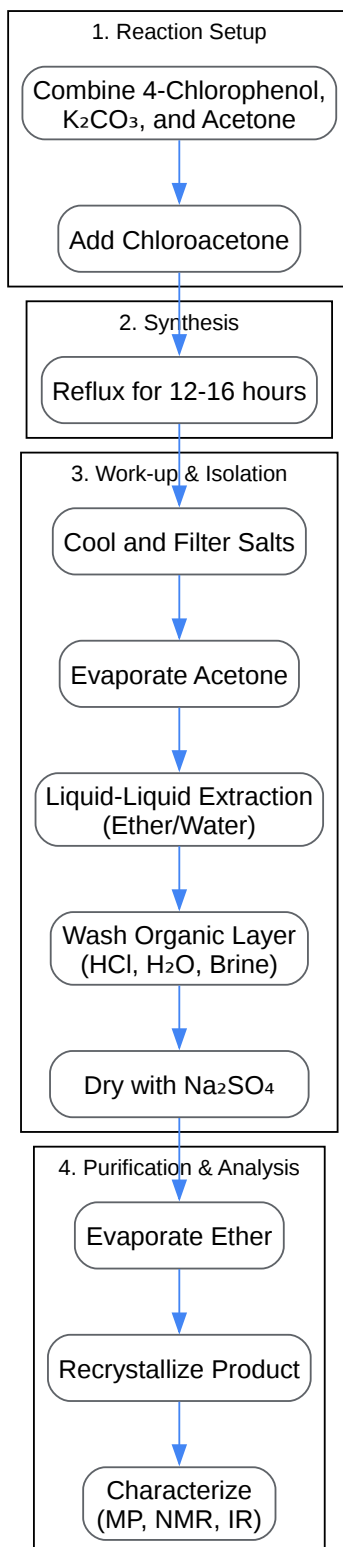 1. Reaction Setup
Combine 4-Chlorophenol,
K₂CO₃, and Acetone
Add Chloroacetone
2. Synthesis
Reflux for 12-16 hours
3. Work-up & Isolation
Cool and Filter Salts
Evaporate Acetone
Liquid-Liquid Extraction
(Ether/Water)
Wash Organic Layer
(HCl, H₂O, Brine)
Dry with Na₂SO₄
4. Purification & Analysis
Evaporate Ether
Recrystallize Product
Characterize
(MP, NMR, IR)